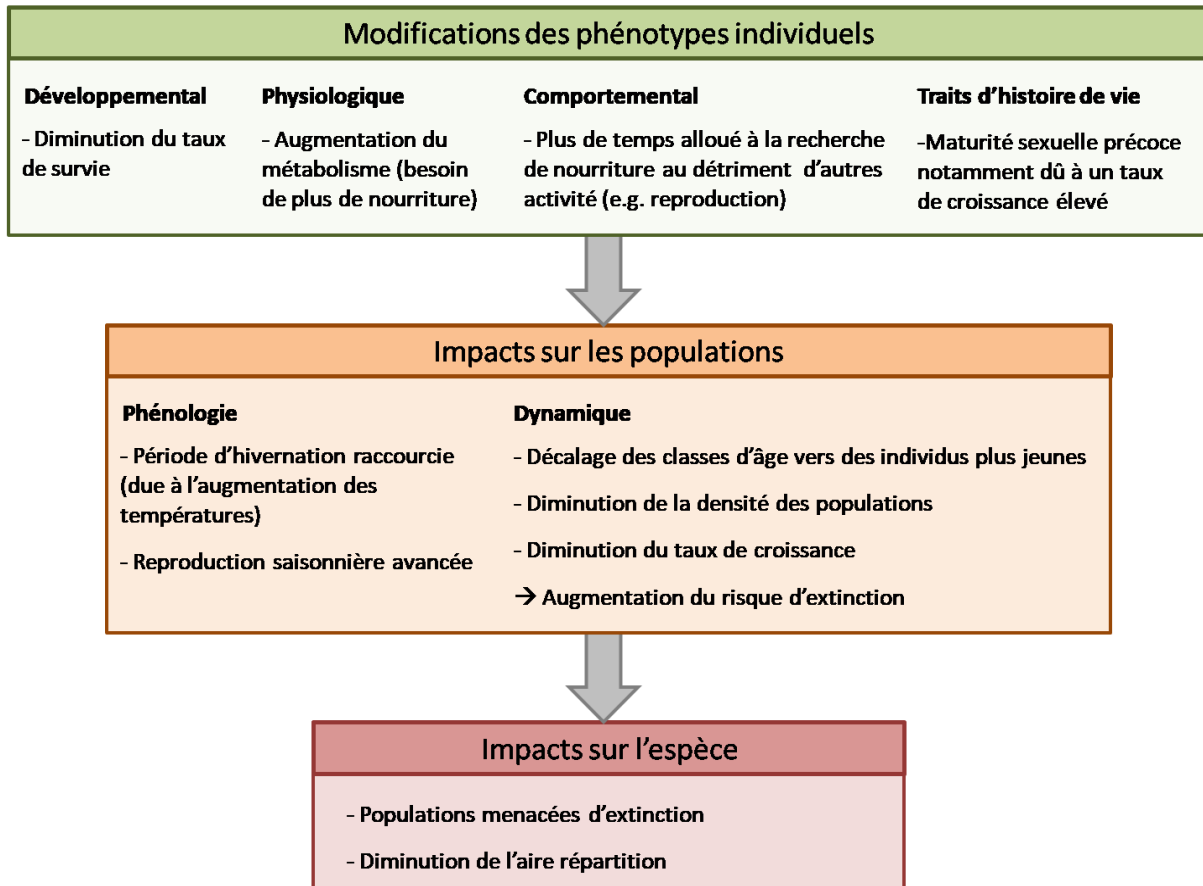 Modifications des phénotypes individuels
Développemental
- Diminution du taux
de survie
Physiologique
- Augmentation du
métabolisme (besoin
de plus de nourriture)
Comportemental
- Plus de temps alloué à la recherche
de nourriture au détriment d'autres
activité (e.g. reproduction)
Traits d'histoire de vie
-Maturité sexuelle précoce
notamment dû à un taux
de croissance élevé
Impacts sur les populations
Phénologie
- Période d'hivernation raccourcie
(due à l'augmentation des
températures)
- Reproduction saisonnière avancée
Dynamique
- Décalage des classes d'âge vers des individus plus jeunes
- Diminution de la densité des populations
- Diminution du taux de croissance
→ Augmentation du risque d'extinction
Impacts sur l'espèce
- Populations menacées d'extinction
- Diminution de l'aire répartition